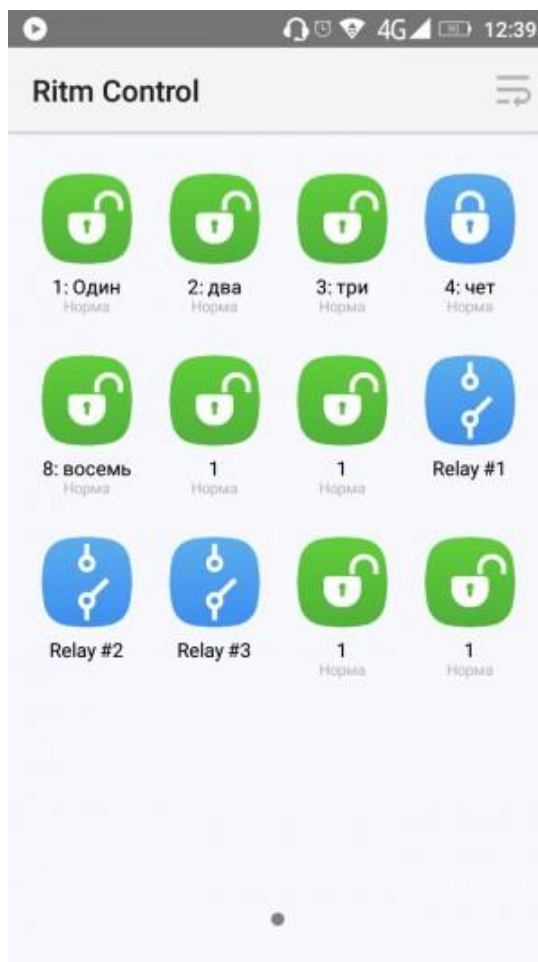 4G 12:39
Ritm Control
1: Один 2: два 3: три 4: чет
Норма Норма Норма Норма
8: восемь 1 1 Relay #1
Норма Норма Норма
Relay #2 Relay #3 1 1
Норма Норма